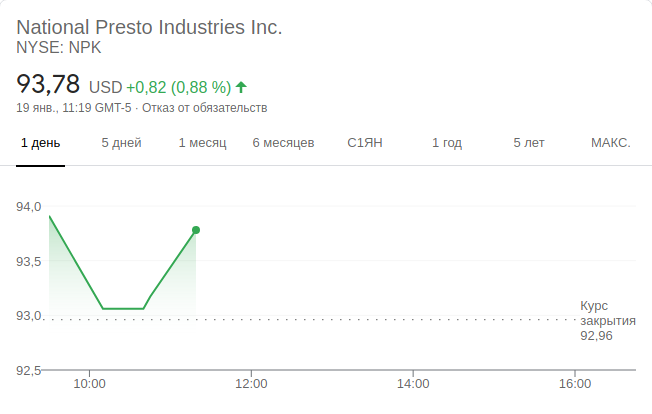 National Presto Industries Inc.
NYSE: NPK
93,78 USD +0,82 (0,88 %)
19 янв., 11:19 GMT-5 · Отказ от обязательств
1 день 5 дней 1 месяц 6 месяцев С1ЯН 1 год 5 лет МАКС.
94,0
93,5
93,0
92,5
Курс
закрытия
92,96
10:00 12:00 14:00 16:00